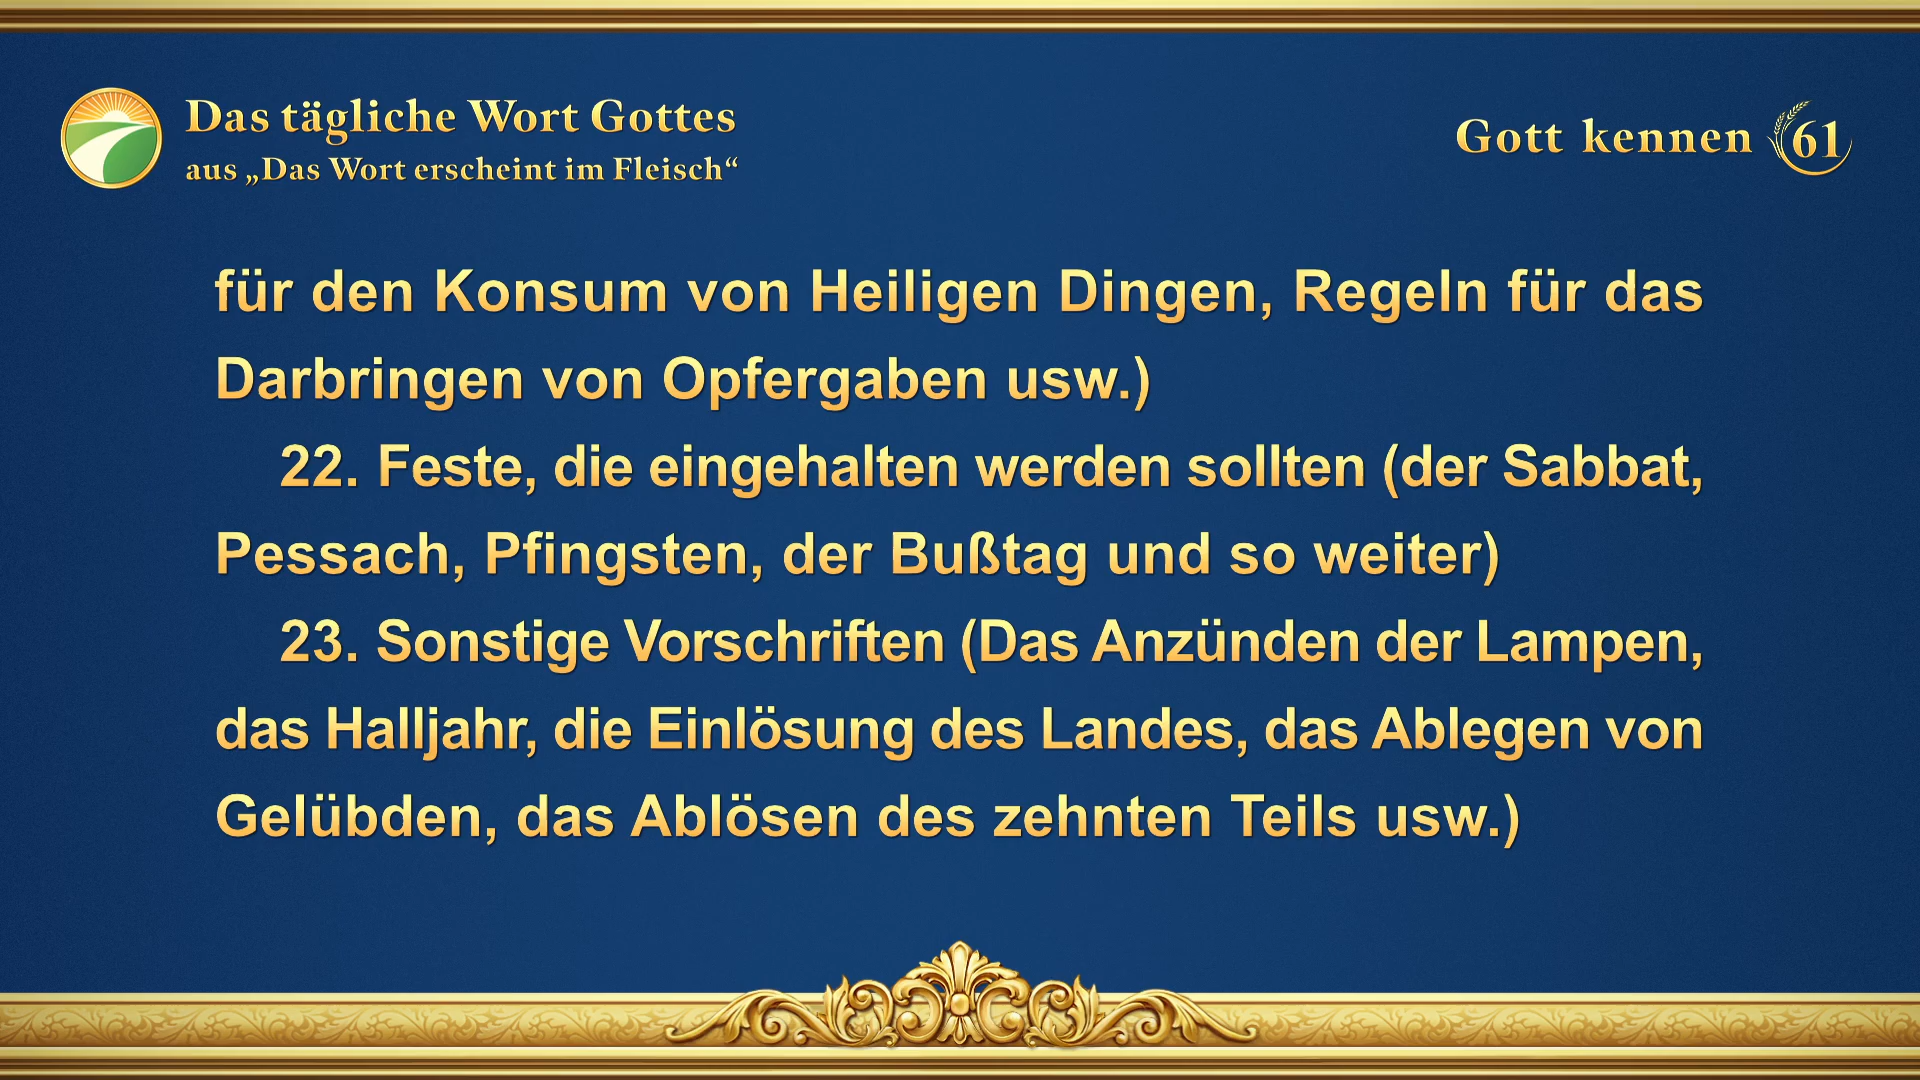 Das tägliche Wort Gottes
aus „Das Wort erscheint im Fleisch“
Gott kennen 61
für den Konsum von Heiligen Dingen, Regeln für das
Darbringen von Opfergaben usw.)
22. Feste, die eingehalten werden sollten (der Sabbat,
Pessach, Pfingsten, der Bußtag und so weiter)
23. Sonstige Vorschriften (Das Anzünden der Lampen,
das Halljahr, die Einlösung des Landes, das Ablegen von
Gelübden, das Ablösen des zehnten Teils usw.)